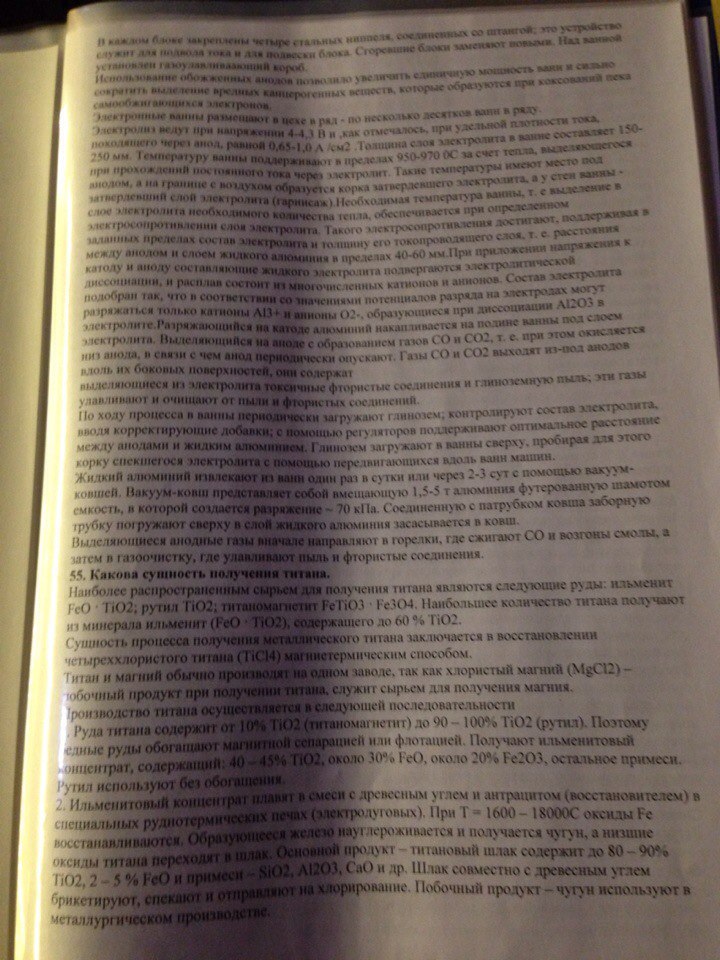 В каждом блоке закреплены четыре стальных ниппеля, соединенных со штангой; это устройство
служит для подвода тока и для подвески блока. Сгоревшие блоки заменяют новыми. Над ванной
установлен газоулавливающий короб.
Использование обожженных анодов позволило увеличить единичную мощность ванн и сильно
сократить выделение вредных канцерогенных веществ, которые образуются при коксований пека
самообжигающихся электронов.
Электронные ванны размещают в цехе в ряд - по несколько десятков ванн в ряду.
Электролиз ведут при напряжении 4-4,3 В и ,как отмечалось, при удельной плотности тока,
походящего через анод, равной 0,65-1,0 А /см2 .Толщина слоя электролита в ванне составляет 150-
250 мм. Температуру ванны поддерживают в пределах 950-970 0С за счет тепла, выделяющегося
при прохождений постоянного тока через электролит. Такие температуры имеют место под
анодом, а на границе с воздухом образуется корка затвердевшего электролита, а у стен ванны -
затвердевший слой электролита (гарнисаж).Необходимая температура ванны, т. е выделение в
слое электролита необходимого количества тепла, обеспечивается при определенном
электросопротивлении слоя электролита. Такого электросопротивления достигают, поддерживая в
заданных пределах состав электролита и толщину его токопроводящего слоя, т. е. расстояния
между анодом и слоем жидкого алюминия в пределах 40-60 мм.При приложении напряжения к
катоду и аноду составляющие жидкого электролита подвергаются электролитической
диссоциации, и расплав состоит из многочисленных катионов и анионов. Состав электролита
подобран так, что в соответствии со значениями потенциалов разряда на электродах могут
разряжаться только катионы Al3+ и анионы O2-, образующиеся при диссоциации Al2O3 в
электролите.Разряжающийся на катоде алюминий накапливается на подине ванны под слоем
электролита. Выделяющийся на аноде с образованием газов СО и СО2, т. е. при этом окисляется
низ анода, в связи с чем анод периодически опускают. Газы СО и СО2 выходят из-под анодов
вдоль их боковых поверхностей, они содержат
выделяющиеся из электролита токсичные фтористые соединения и глиноземную пыль; эти газы
улавливают и очищают от пыли и фтористых соединений.
По ходу процесса в ванны периодически загружают глинозем; контролируют состав электролита,
вводя корректирующие добавки; с помощью регуляторов поддерживают оптимальное расстояние
между анодами и жидким алюминием. Глинозем загружают в ванны сверху, пробирая для этого
корку спекшегося электролита с помощью передвигающихся вдоль ванн машин.
Жидкий алюминий извлекают из ванн один раз в сутки или через 2-3 сут с помощью вакуум-
ковшей. Вакуум-ковш представляет собой вмещающую 1,5-5 т алюминия футерованную шамотом
емкость, в которой создается разряжение ~ 70 кПа. Соединенную с патрубком ковша заборную
трубку погружают сверху в слой жидкого алюминия засасывается в ковш.
Выделяющиеся анодные газы вначале направляют в горелки, где сжигают СО и возгоны смолы, а
затем в газоочистку, где улавливают пыль и фтористые соединения.
55. Какова сущность получения титана.
Наиболее распространенным сырьем для получения титана являются следующие руды: ильменит
FeO · TiO2; рутил TiO2; титаномагнетит FeTiO3 · Fe3O4. Наибольшее количество титана получают
из минерала ильменит (FeO · TiO2), содержащего до 60 % TiO2.
Сущность процесса получения металлического титана заключается в восстановлении
четыреххлористого титана (TiCl4) магниетермическим способом.
Титан и магний обычно производят на одном заводе, так как хлористый магний (MgCl2) –
побочный продукт при получении титана, служит сырьем для получения магния.
Производство титана осуществляется в следующей последовательности
. Руда титана содержит от 10% TiO2 (титаномагнетит) до 90 – 100% TiO2 (рутил). Поэтому
бедные руды обогащают магнитной сепарацией или флотацией. Получают ильменитовый
концентрат, содержащий: 40 – 45% TiO2, около 30% FeO, около 20% Fe2O3, остальное примеси.
Рутил используют без обогащения.
2. Ильменитовый концентрат плавят в смеси с древесным углем и антрацитом (восстановителем) в
специальных руднотермических печах (электродуговых). При Т = 1600 – 18000С оксиды Fe
восстанавливаются. Образующееся железо науглероживается и получается чугун, а низшие
оксиды титана переходят в шлак. Основной продукт – титановый шлак содержит до 80 – 90%
TiO2, 2 – 5 % FeO и примеси – SiO2, Al2O3, CaO и др. Шлак совместно с древесным углем
брикетируют, спекают и отправляют на хлорирование. Побочный продукт – чугун используют в
металлургическом производстве.